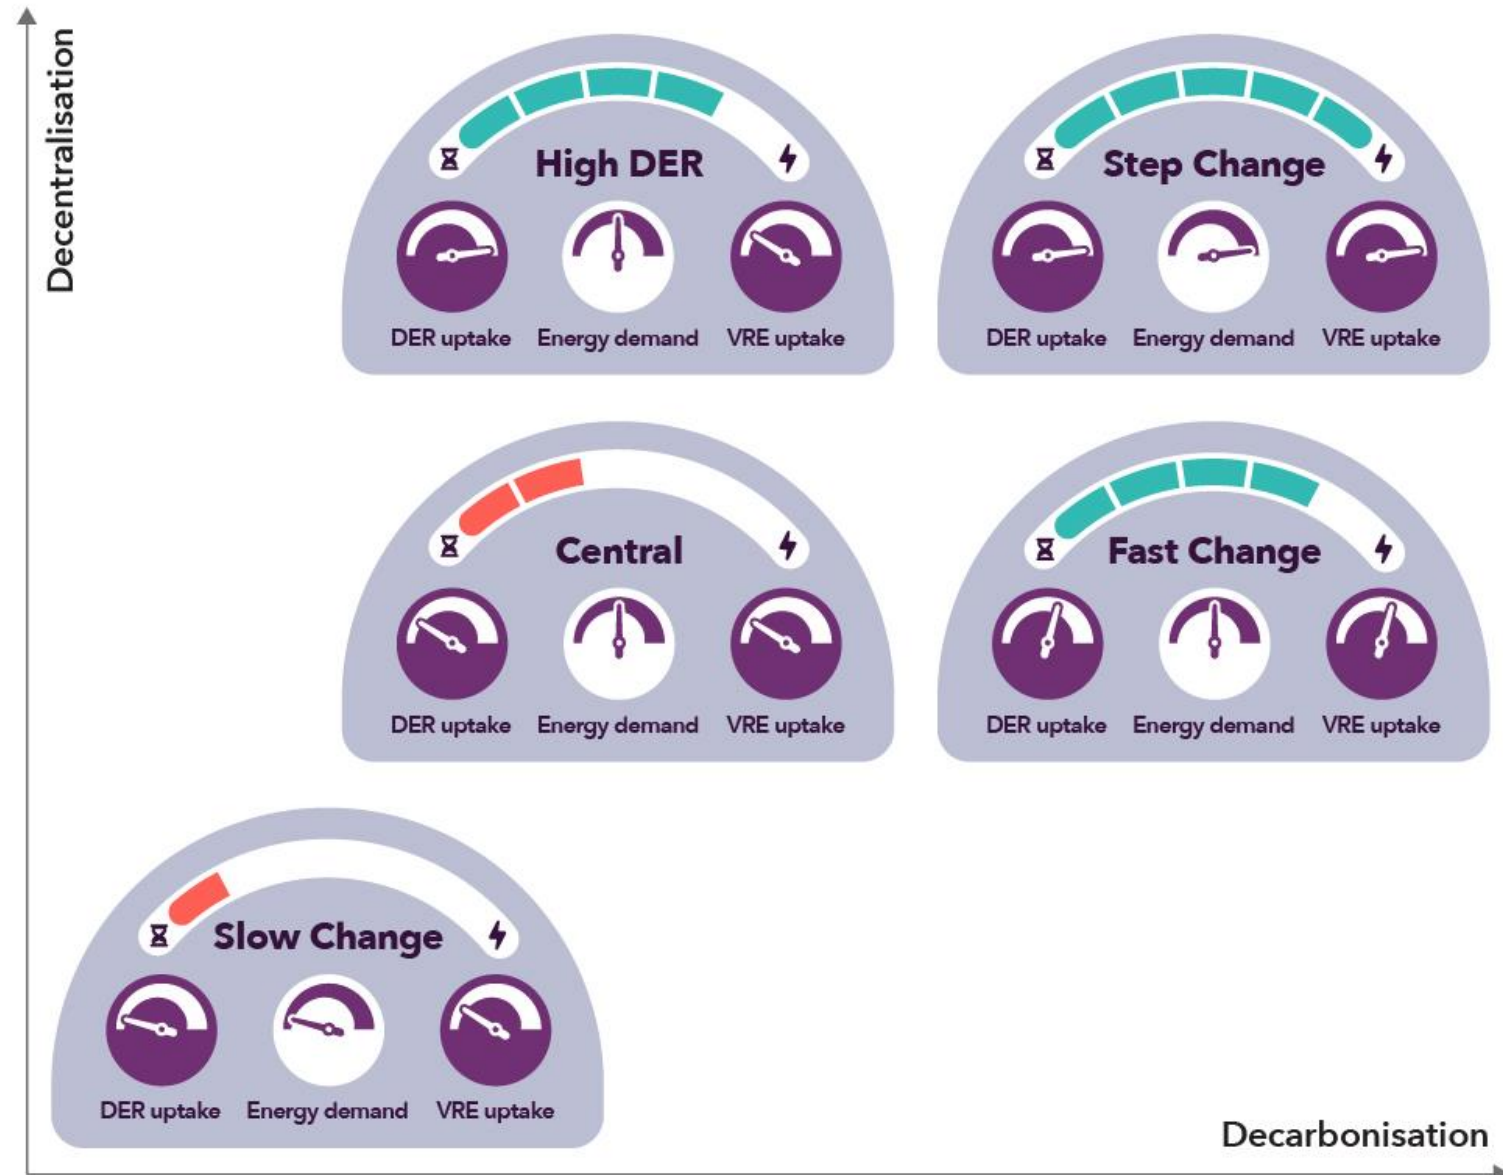 Decentralisation
High DER
DER uptake
Energy demand
VRE uptake
Step Change
DER uptake
Energy demand
VRE uptake
Central
DER uptake
Energy demand
VRE uptake
Fast Change
DER uptake
Energy demand
VRE uptake
Slow Change
DER uptake
Energy demand
VRE uptake
Decarbonisation